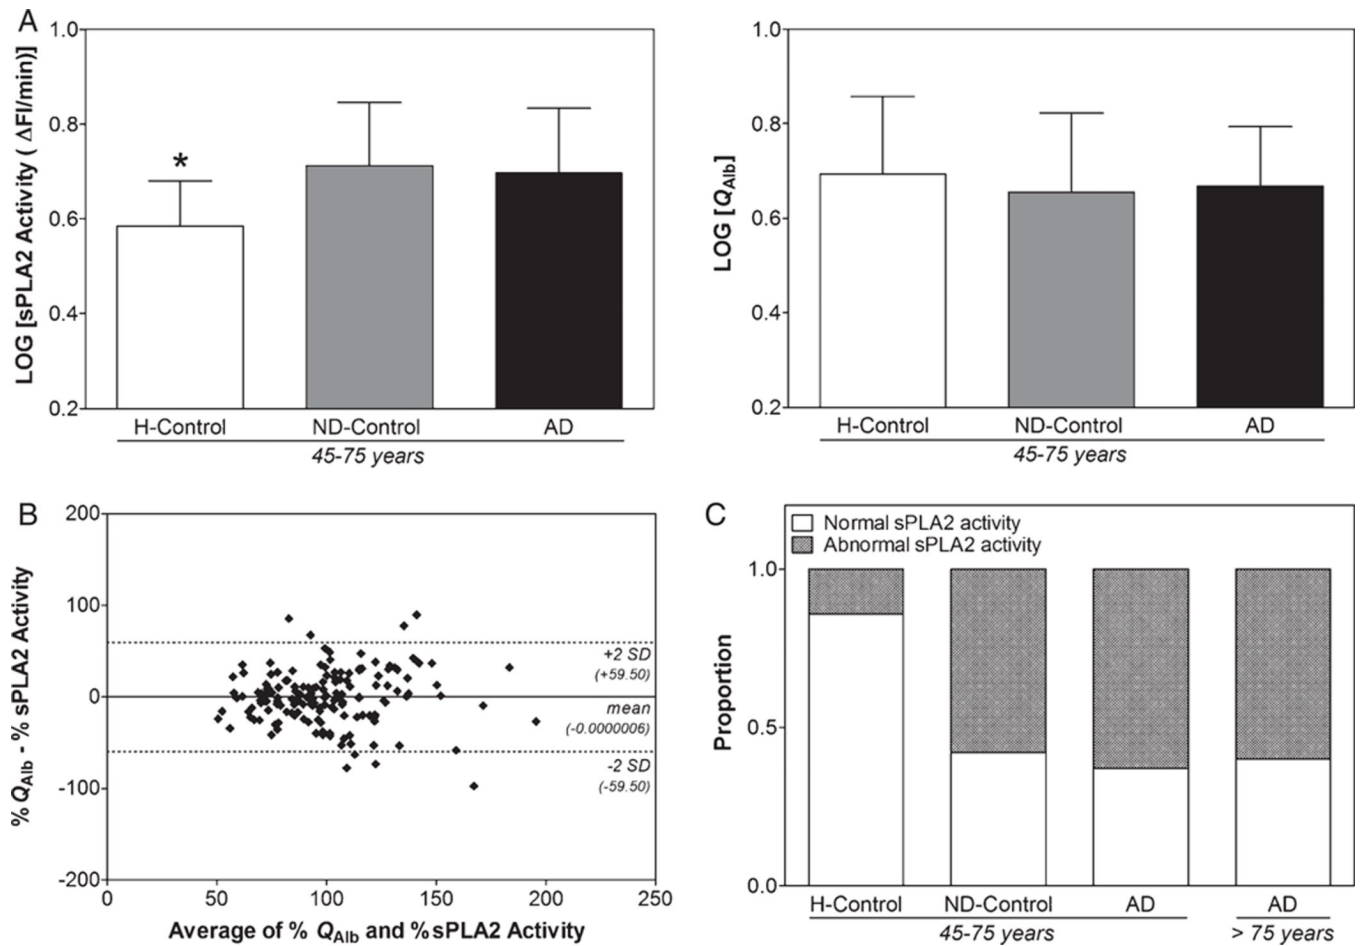 A
LOG [sPLA2 Activity ( ΔFI/min)]
1.0
0.8
0.6
0.4
0.2
*
H-Control ND-Control AD
45-75 years
LOG [QAlb]
1.0
0.8
0.6
0.4
0.2
H-Control ND-Control AD
45-75 years
B
% QAlb - % sPLA2 Activity
200
100
0
-100
-200
+2 SD
(+59.50)
mean
(-0.0000006)
-2 SD
(-59.50)
0 50 100 150 200 250
Average of % QAlb and %sPLA2 Activity
C
Normal sPLA2 activity
Abnormal sPLA2 activity
Proportion
1.0
0.5
0.0
H-Control ND-Control AD AD
45-75 years > 75 years